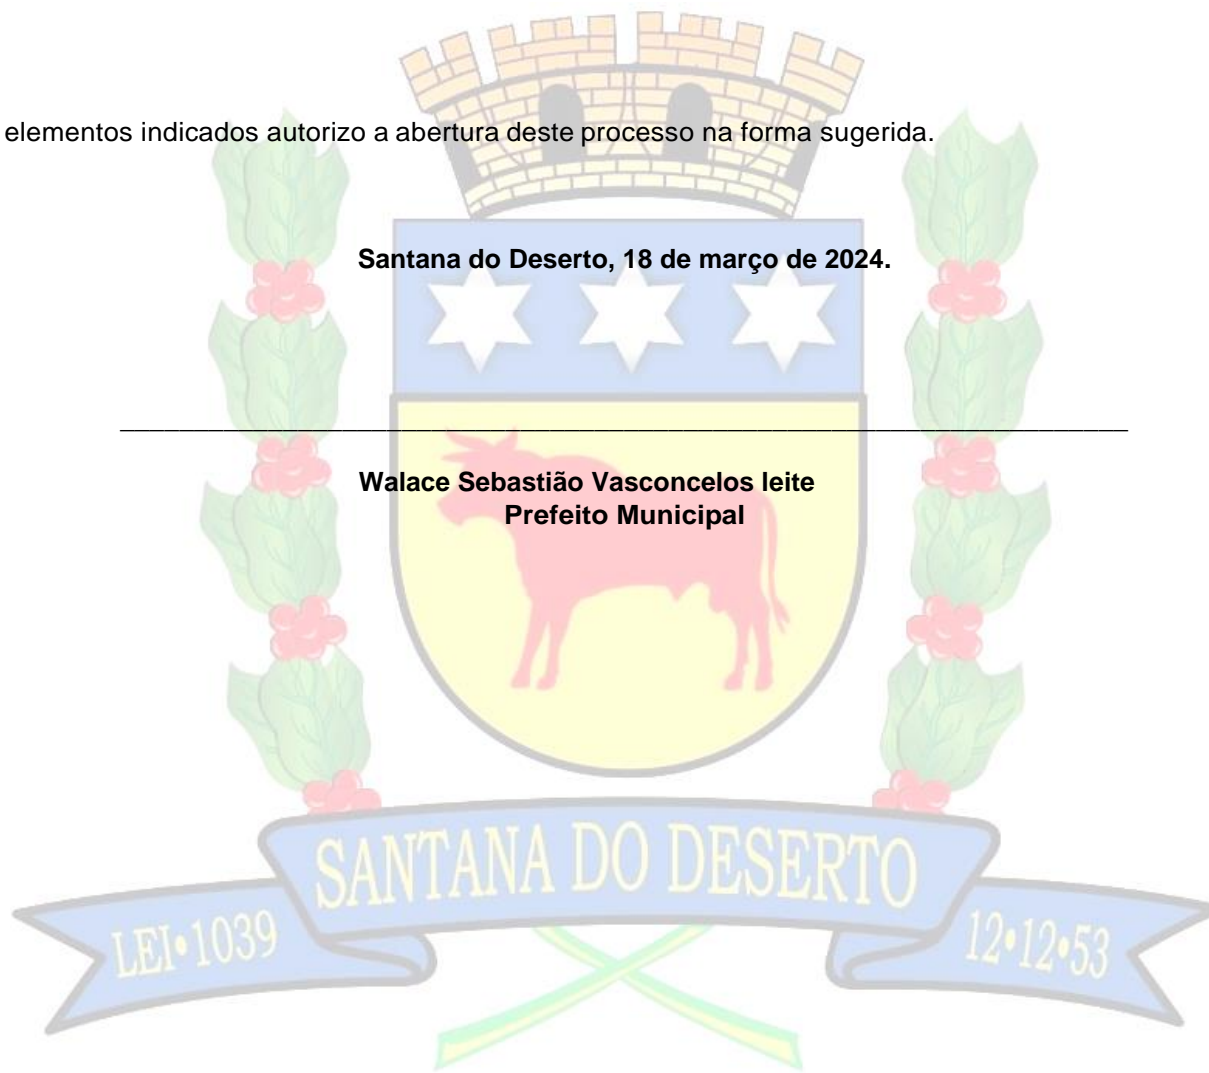 elementos indicados autorizo a abertura deste processo na forma sugerida.
Santana do Deserto, 18 de março de 2024.
Walace Sebastião Vasconcelos leite
Prefeito Municipal
SANTANA DO DESERTO
LEI•1039
12•12•53